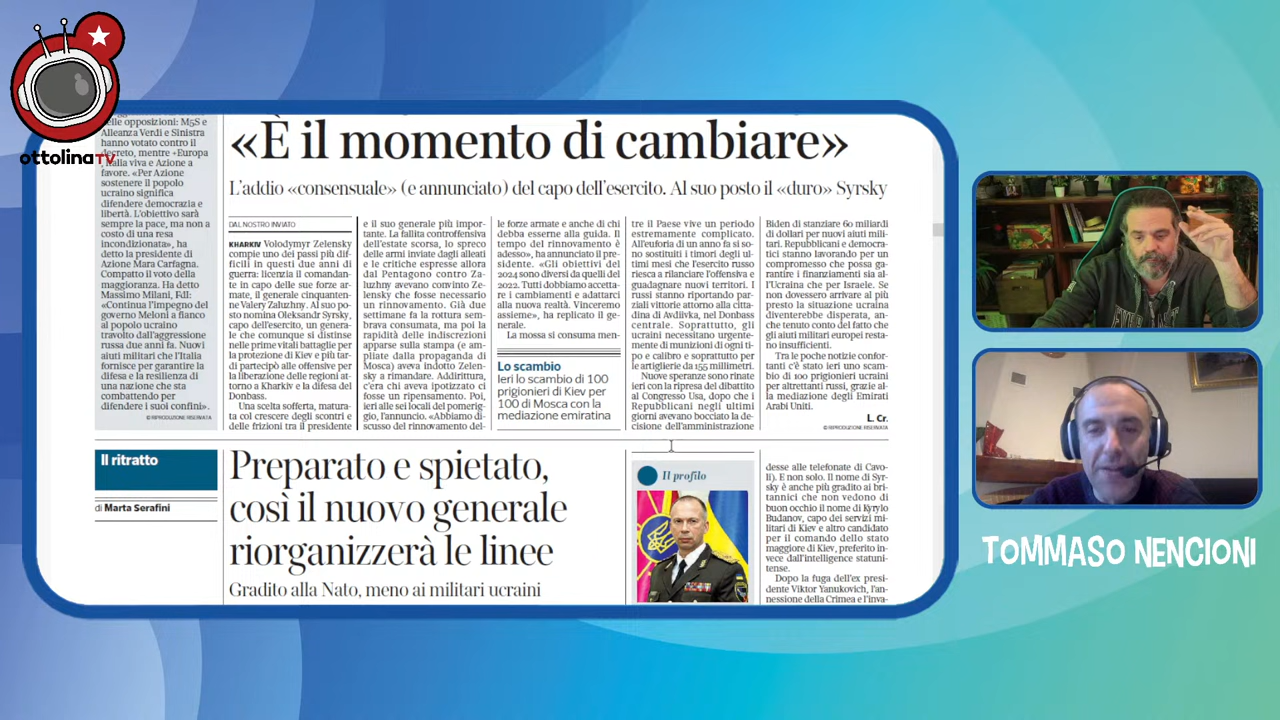 ottolinaTV
«È il momento di cambiare»
L'addio «consensuale» (e annunciato) del capo dell'esercito. Al suo posto il «duro» Syrsky
delle opposizioni: M5S e
Alleanza Verdi e Sinistra
hanno votato contro il
decreto, mentre +Europa
, Italia viva e Azione a
favore. «Per Azione
sostenere il popolo
ucraino significa
difendere democrazia e
libertà. L'obiettivo sarà
sempre la pace, ma non a
costo di una resa
incondizionata», ha
detto la presidente di
Azione Mara Carfagna.
Compatto il voto della
maggioranza. Ha detto
Massimo Milani, FdI:
«Continua l'impegno del
governo Meloni a fianco
al popolo ucraino
travolto dall'aggressione
russa due anni fa. Nuovi
aiuti militari che l'Italia
fornisce per garantire la
difesa e la resilienza di
una nazione che sta
combattendo per
difendere i suoi confini».
© RIPRODUZIONE RISERVATA
DAL NOSTRO INVIATO
KHARKIV Volodymyr Zelensky
compie uno dei passi più dif-
ficili in questi due anni di
guerra: licenzia il comandan-
te in capo delle sue forze ar-
mate, il generale cinquanten-
ne Valery Zaluzhny. Al suo po-
sto nomina Oleksandr Syrsky,
capo dell'esercito, un genera-
le che comunque si distinse
nelle prime vitali battaglie per
la protezione di Kiev e più tar-
di partecipò alle offensive per
la liberazione delle regioni at-
torno a Kharkiv e la difesa del
Donbass.
Una scelta sofferta, matura-
ta col crescere degli scontri e
delle frizioni tra il presidente
e il suo generale più impor-
tante. La fallita controffensiva
dell'estate scorsa, lo spreco
delle armi inviate dagli alleati
e le critiche espresse allora
dal Pentagono contro Za-
luzhny avevano convinto Ze-
lensky che fosse necessario
un rinnovamento. Già due
settimane fa la rottura sem-
brava consumata, ma poi la
rapidità delle indiscrezioni
apparse sulla stampa (e am-
pliate dalla propaganda di
Mosca) aveva indotto Zelen-
sky a rimandare. Addirittura,
c'era chi aveva ipotizzato ci
fosse un ripensamento. Poi,
ieri alle sei locali del pomerig-
gio, l'annuncio. «Abbiamo di-
scusso del rinnovamento del-
le forze armate e anche di chi
debba esserne alla guida. Il
tempo del rinnovamento è
adesso», ha annunciato il pre-
sidente. «Gli obiettivi del
2024 sono diversi da quelli del
2022. Tutti dobbiamo accetta-
re i cambiamenti e adattarci
alla nuova realtà. Vinceremo
assieme», ha replicato il ge-
nerale.
La mossa si consuma men-
Lo scambio
Ieri lo scambio di 100
prigionieri di Kiev per
100 di Mosca con la
mediazione emiratina
tre il Paese vive un periodo
estremamente complicato.
All'euforia di un anno fa si so-
no sostituiti i timori degli ul-
timi mesi che l'esercito russo
riesca a rilanciare l'offensiva e
guadagnare nuovi territori. I
russi stanno riportando par-
ziali vittorie attorno alla citta-
dina di Avdiivka, nel Donbass
centrale. Soprattutto, gli
ucraini necessitano urgente-
mente di munizioni di ogni ti-
po e calibro e soprattutto per
le artiglierie da 155 millimetri.
Nuove speranze sono rinate
ieri con la ripresa del dibattito
al Congresso Usa, dopo che i
Repubblicani negli ultimi
giorni avevano bocciato la de-
cisione dell'amministrazione
Biden di stanziare 60 miliardi
di dollari per nuovi aiuti mili-
tari. Repubblicani e democra-
tici stanno lavorando per un
compromesso che possa ga-
rantire i finanziamenti sia al-
l'Ucraina che per Israele. Se
non dovessero arrivare al più
presto la situazione ucraina
diventerebbe disperata, an-
che tenuto conto del fatto che
gli aiuti militari europei resta-
no insufficienti.
Tra le poche notizie confor-
tanti c'è stato ieri uno scam-
bio di 100 prigionieri ucraini
per altrettanti russi, grazie al-
la mediazione degli Emirati
Arabi Uniti.
L. Cr.
© RIPRODUZIONE RISERVATA
Il ritratto
di Marta Serafini
Preparato e spietato,
così il nuovo generale
riorganizzerà le linee
Gradito alla Nato, meno ai militari ucraini
Il profilo
desse alle telefonate di Cavo-
li). E non solo. Il nome di Syr-
sky è anche più gradito ai bri-
tannici che non vedono di
buon occhio il nome di Kyrylo
Budanov, capo dei servizi mi-
litari di Kiev e altro candidato
per il comando dello stato
maggiore di Kiev, preferito in-
vece dall'intelligence statuni-
tense.
Dopo la fuga dell'ex presi-
dente Viktor Yanukovich, l'an-
nessione della Crimea e l'inva-
TOMMASO NENCIONI